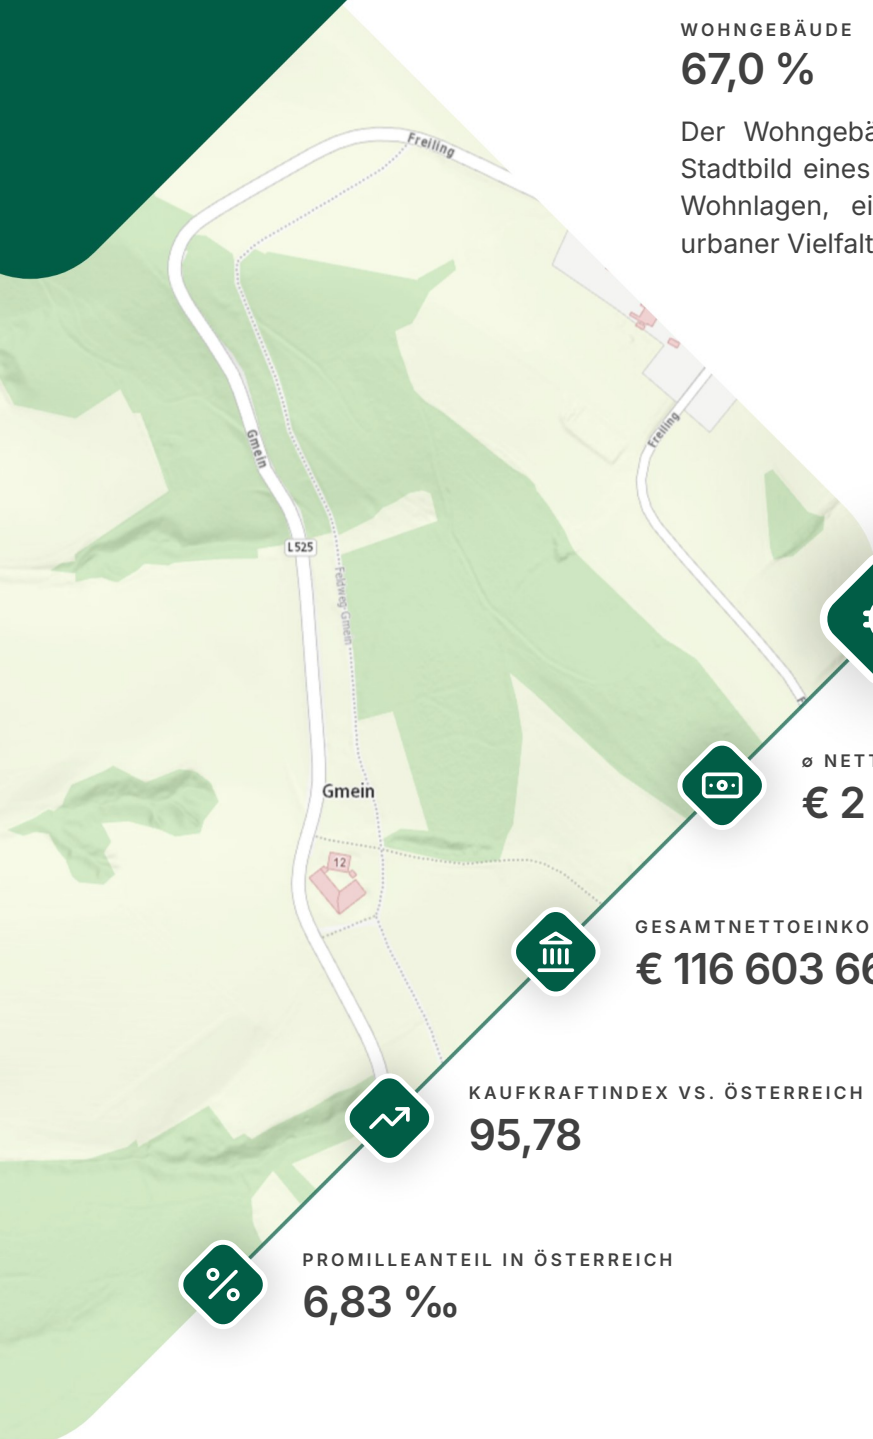 WOHNGEBÄUDE
67,0 %
Der Wohngebä
Stadtbild eines
Wohnlagen, ei
urbaner Vielfalt
Freiling
Freiling
Gmein
L525
Feldweg Gmein
Gmein
12
ø NETT
€ 2
GESAMTNETTOEINKO
€ 116 603 66
KAUFKRAFTINDEX VS. ÖSTERREICH
95,78
PROMILLEANTEIL IN ÖSTERREICH
6,83 ‰